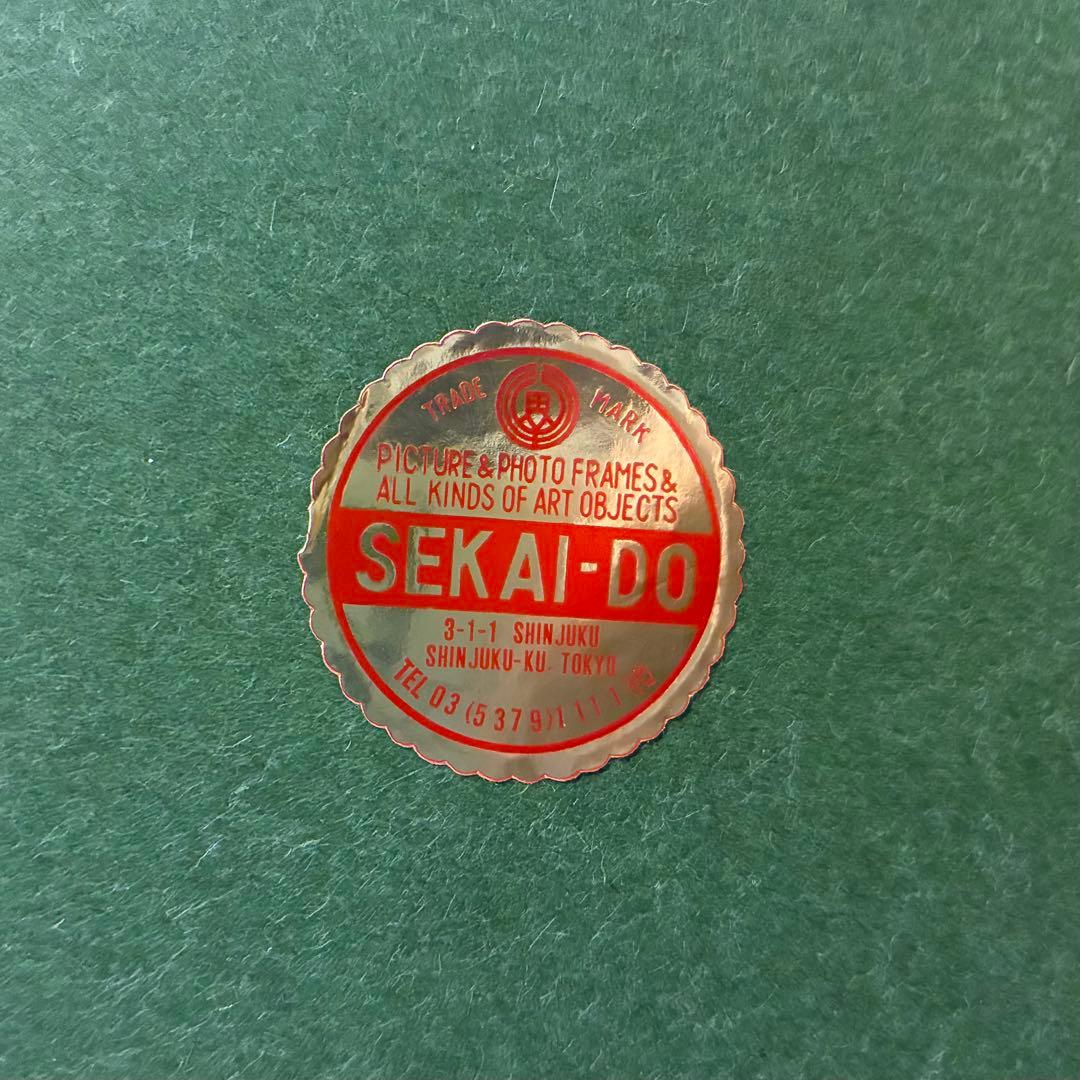 TRADE MARK
界
PICTURE & PHOTO FRAMES &
ALL KINDS OF ART OBJECTS
SEKAI-DO
3-1-1 SHINJUKU
SHINJUKU-KU. TOKYO
TEL 03 (5379) 1111